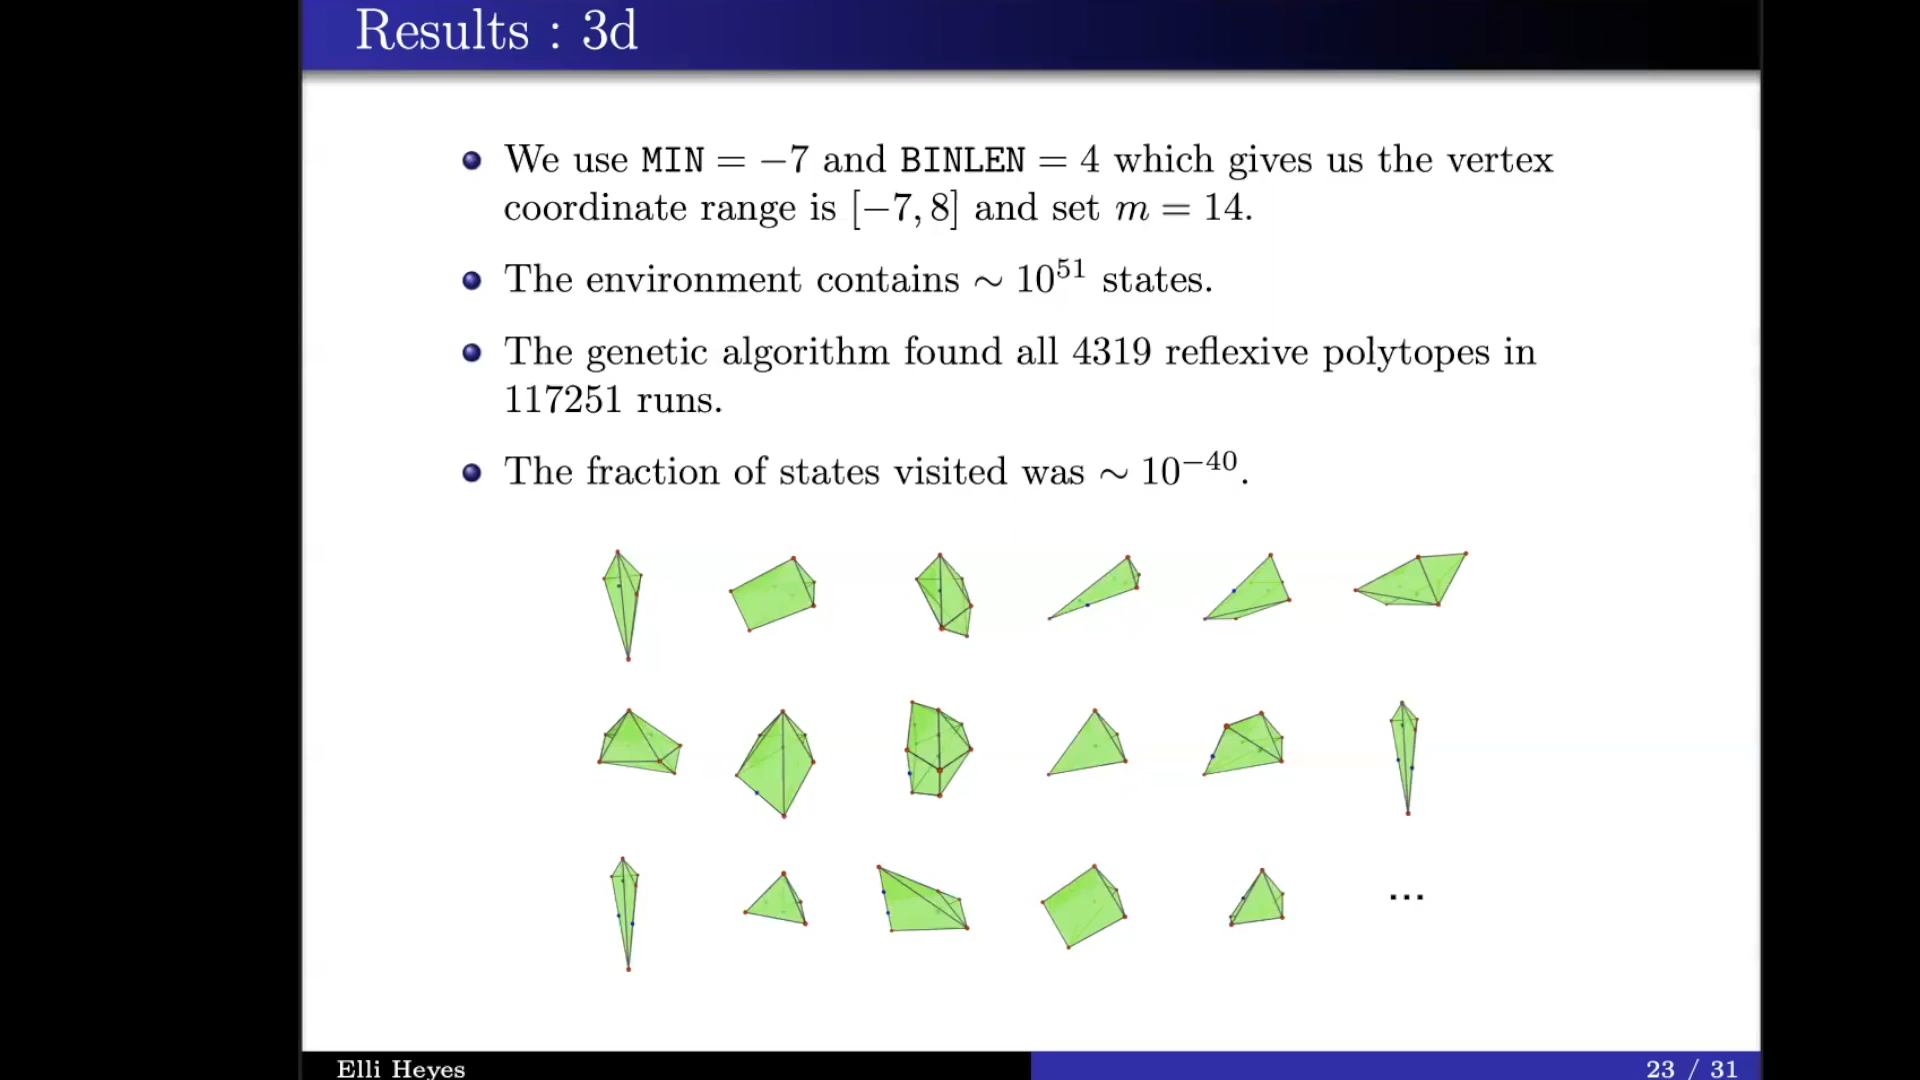 Results : 3d
We use MIN = −7 and BINLEN = 4 which gives us the vertex
coordinate range is [−7, 8] and set m = 14.
The environment contains ∼ 10^51 states.
The genetic algorithm found all 4319 reflexive polytopes in
117251 runs.
The fraction of states visited was ∼ 10^−40.
...
Elli Heyes
23 / 31